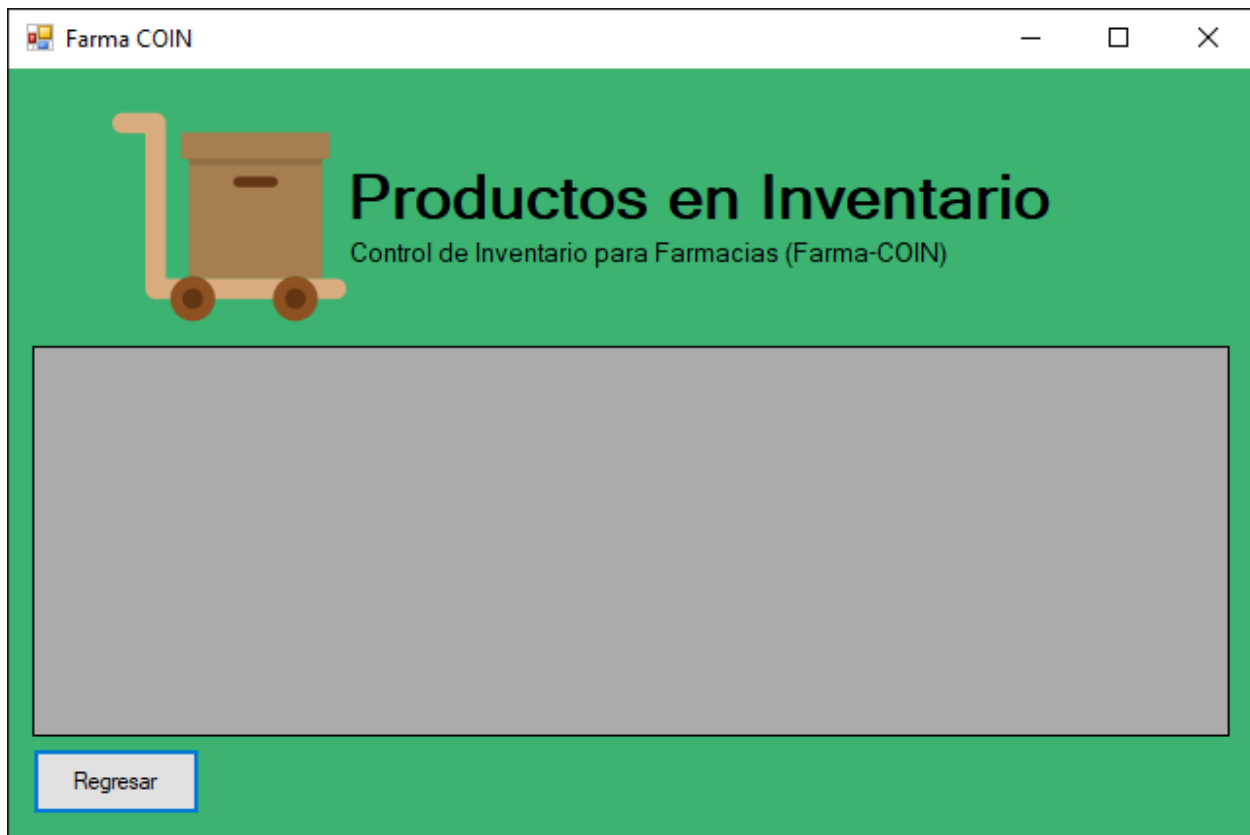 Farma COIN
Productos en Inventario
Control de Inventario para Farmacias (Farma-COIN)
Regresar